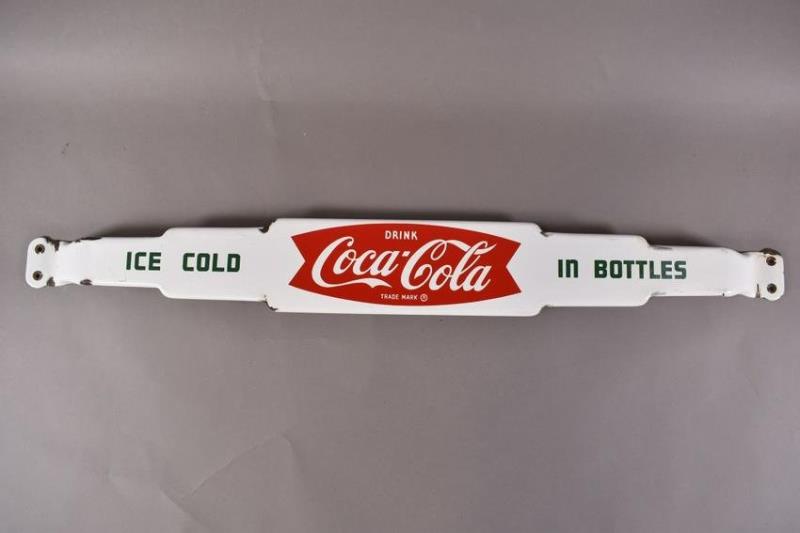 ICE COLD
DRINK
Coca-Cola
TRADE MARK ®
IN BOTTLES